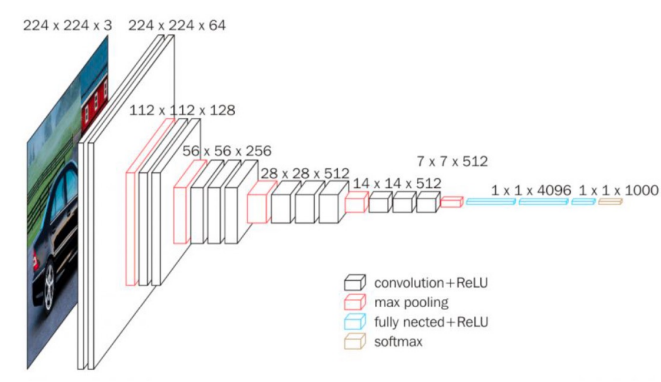 224 x 224 x 3
224 x 224 x 64
112 x 112 x 128
56 x 56 x 256
28 x 28 x 512
14 x 14 x 512
7 x 7 x 512
1 x 1 x 4096
1 x 1 x 1000
convolution+ReLU
max pooling
fully nected+ReLU
softmax